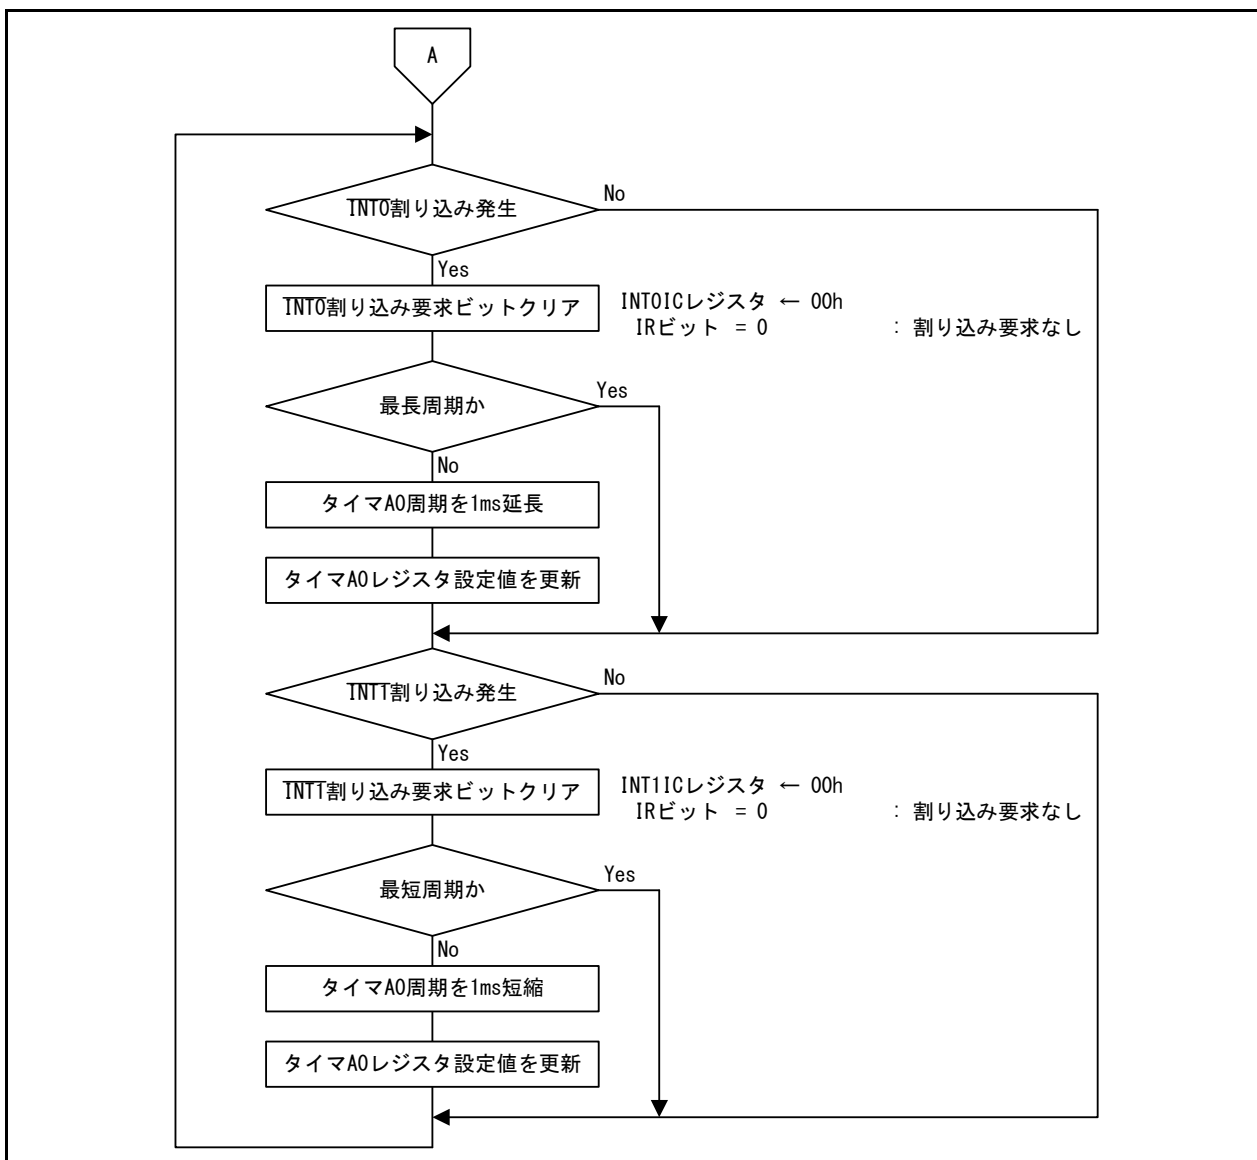 A
INT0割り込み発生
No
Yes
INT0割り込み要求ビットクリア
INT0ICレジスタ ← 00h
IRビット = 0 : 割り込み要求なし
最長周期か
Yes
No
タイマA0周期を1ms延長
タイマA0レジスタ設定値を更新
INT1割り込み発生
No
Yes
INT1割り込み要求ビットクリア
INT1ICレジスタ ← 00h
IRビット = 0 : 割り込み要求なし
最短周期か
Yes
No
タイマA0周期を1ms短縮
タイマA0レジスタ設定値を更新